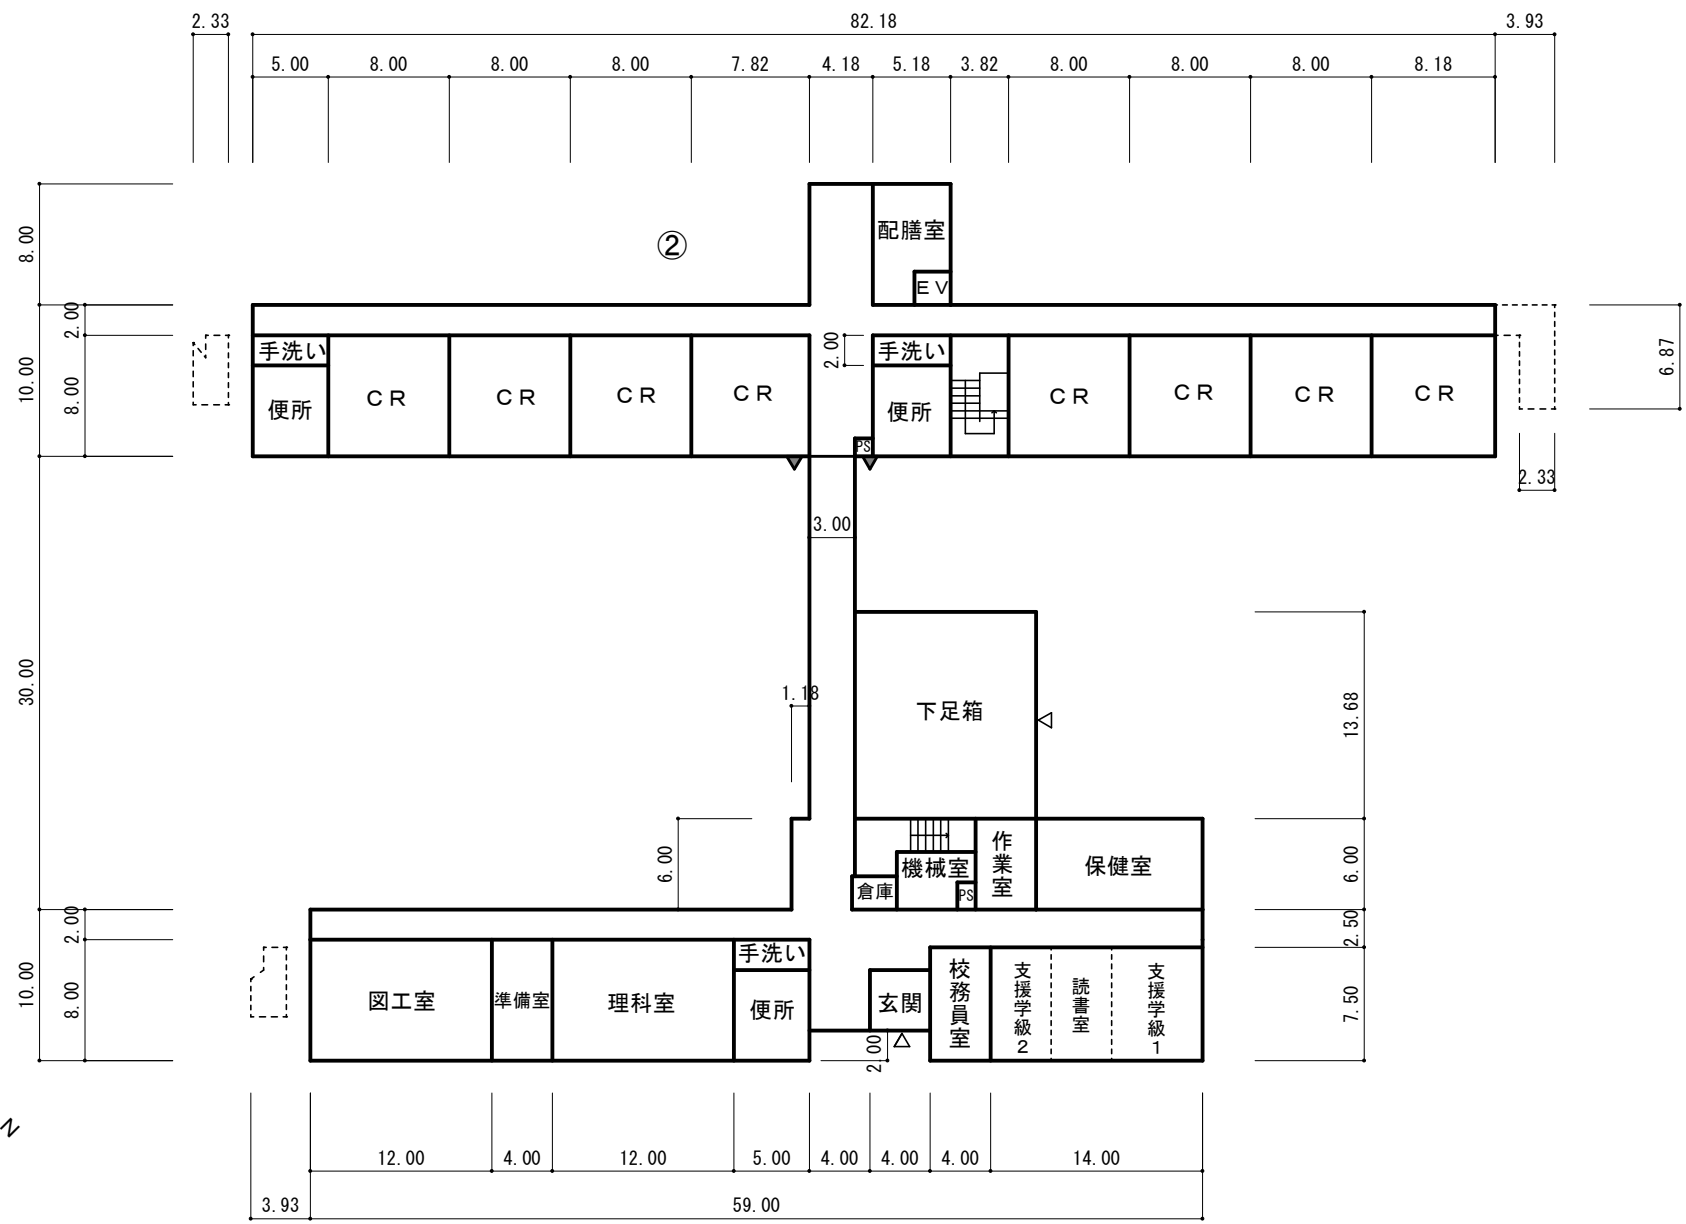 2.33
82.18
3.93
5.00
8.00
8.00
8.00
7.82
4.18
5.18
3.82
8.00
8.00
8.00
8.18
8.00
②
配膳室
EV
2.00
10.00
8.00
手洗い
便所
CR
CR
CR
CR
2.00
手洗い
便所
PS
CR
CR
CR
CR
6.87
2.33
3.00
30.00
1.18
下足箱
13.68
6.00
機械室
倉庫
PS
作業室
保健室
6.00
2.00
10.00
8.00
2.50
7.50
図工室
準備室
理科室
手洗い
便所
玄関
2.00
校務員室
支援学級2
読書室
支援学級1
N
12.00
4.00
12.00
5.00
4.00
4.00
4.00
14.00
3.93
59.00